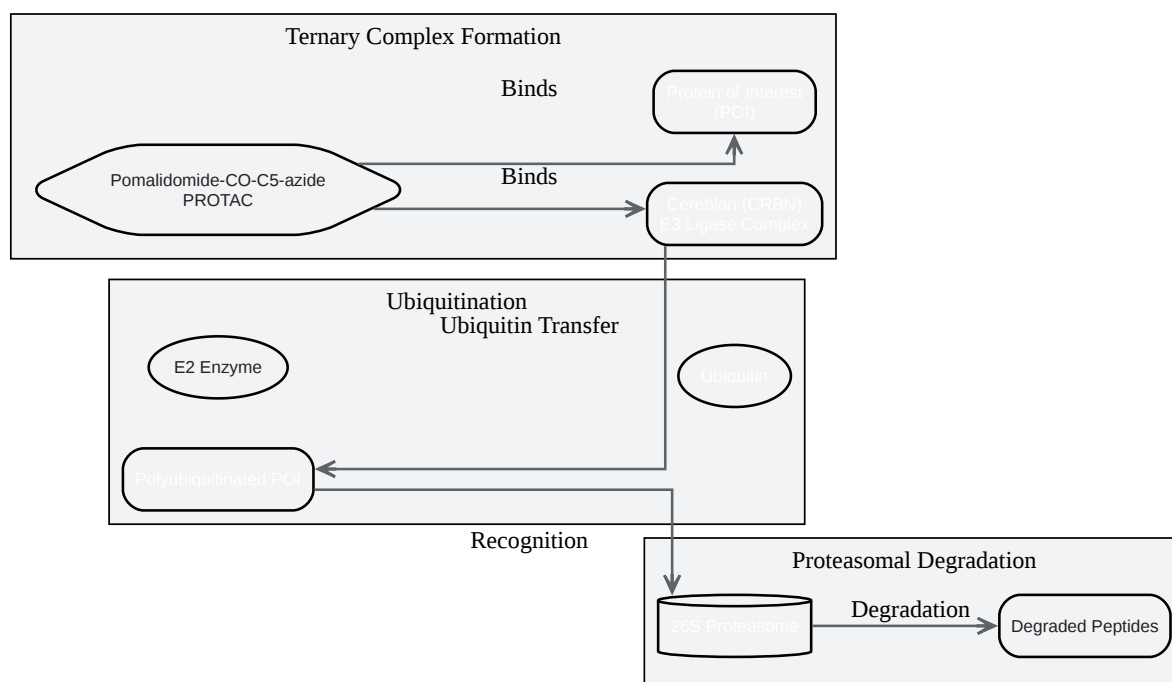 Ternary Complex Formation
Binds
Protein of Interest
(POI)
Pomalidomide-CO-C5-azide
PROTAC
Binds
Cereblon (CRBN)
E3 Ligase Complex
Ubiquitination
Ubiquitin Transfer
E2 Enzyme
Ubiquitin
Polyubiquitinated POI
Recognition
Proteasomal Degradation
26S Proteasome
Degradation
Degraded Peptides